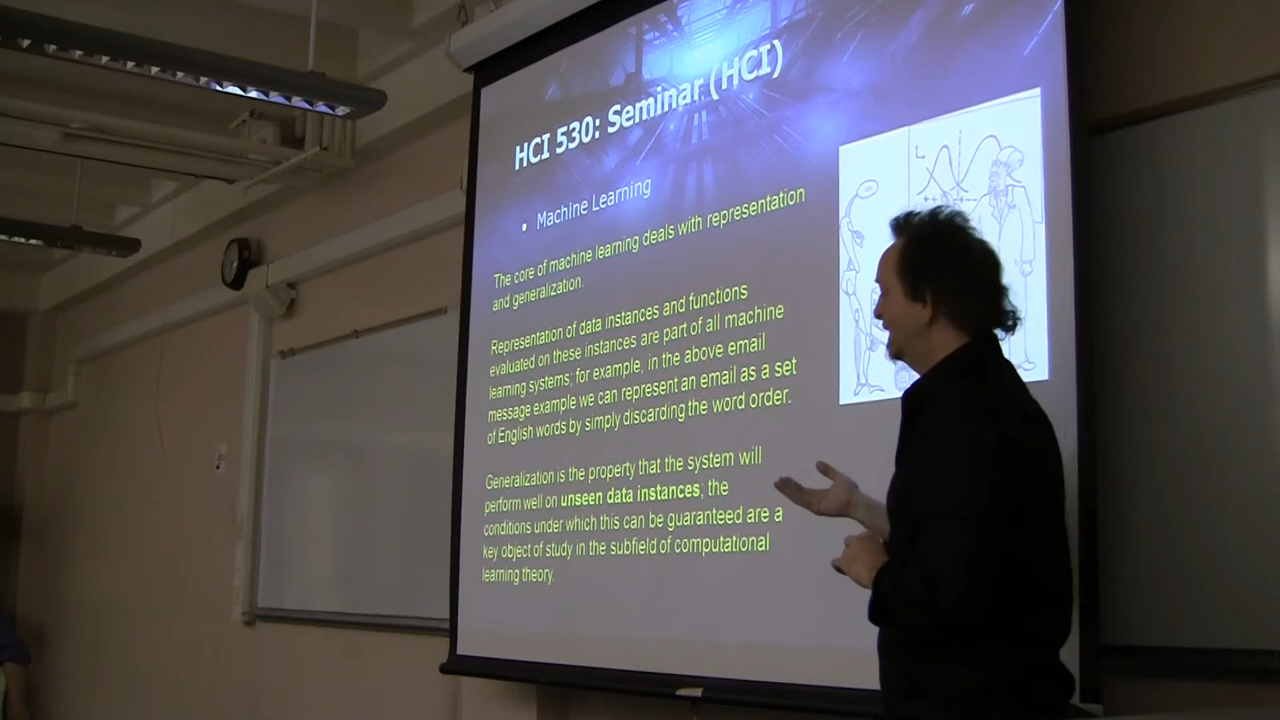 HCI 530: Seminar (HCI)
• Machine Learning
The core of machine learning deals with representation
and generalization.
Representation of data instances and functions
evaluated on these instances are part of all machine
learning systems; for example, in the above email
message example we can represent an email as a set
of English words by simply discarding the word order.
Generalization is the property that the system will
perform well on unseen data instances; the
conditions under which this can be guaranteed are a
key object of study in the subfield of computational
learning theory.